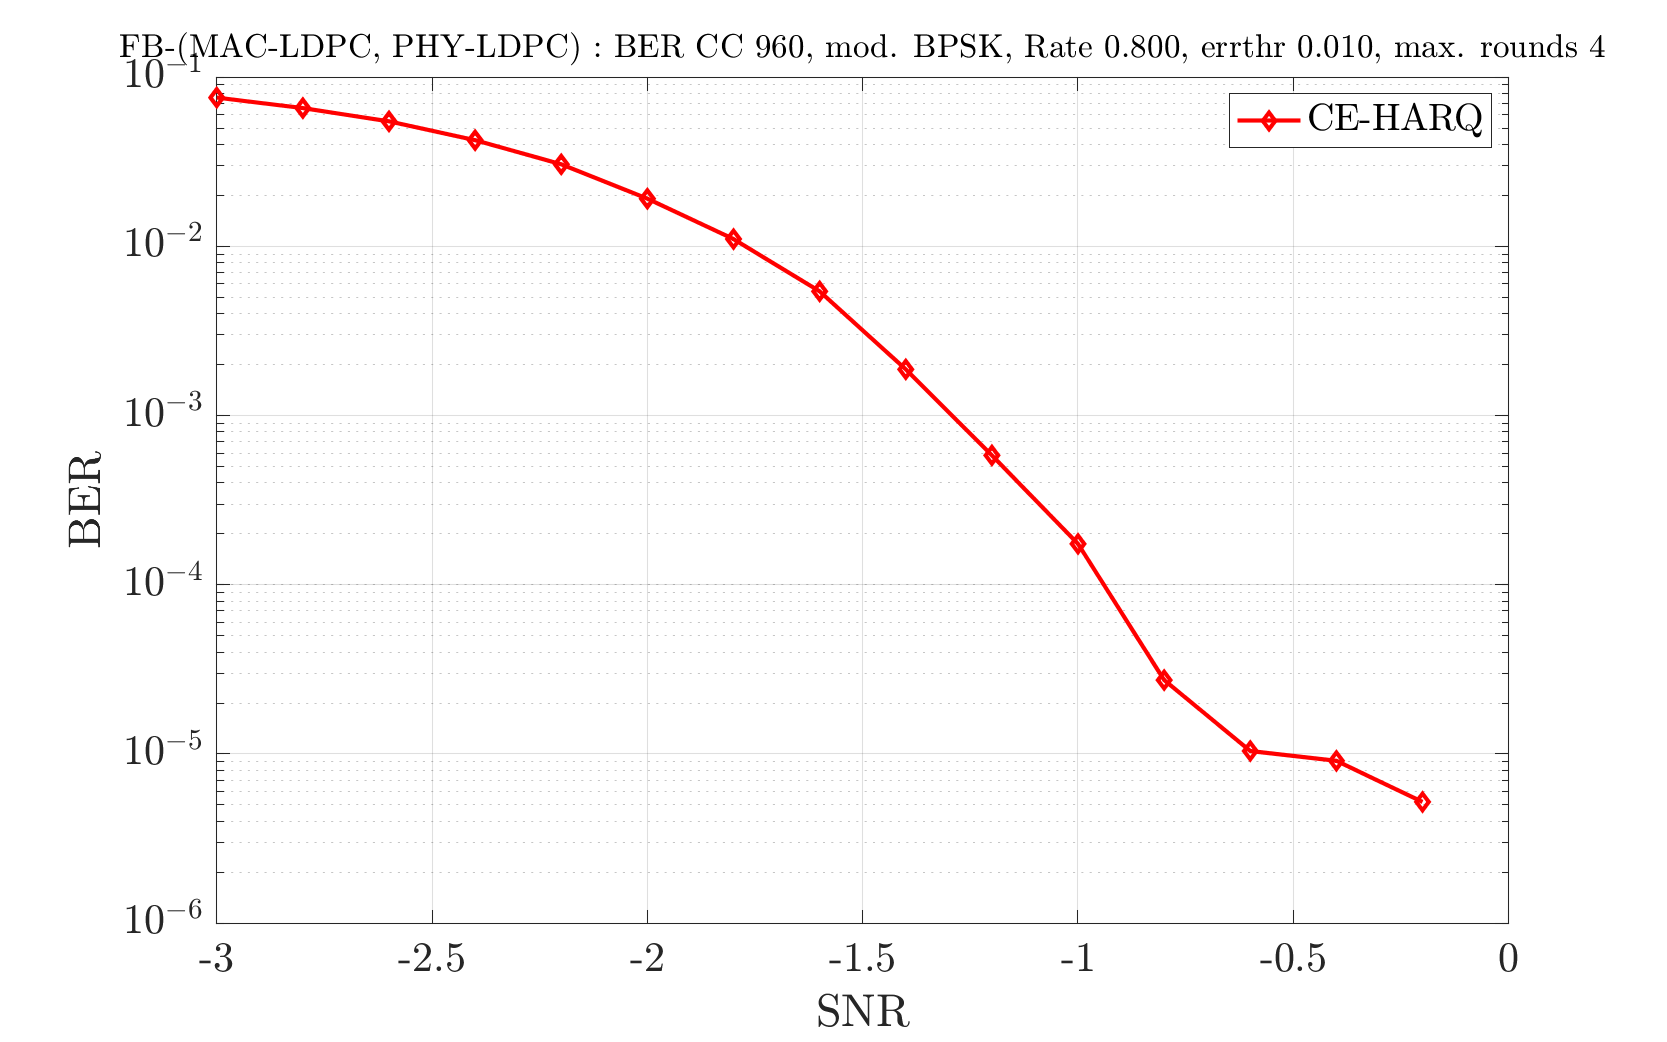 FB-(MAC-LDPC, PHY-LDPC) : BER CC 960, mod. BPSK, Rate 0.800, errthr 0.010, max. rounds 4
CE-HARQ
BER
10^{-1}
10^{-2}
10^{-3}
10^{-4}
10^{-5}
10^{-6}
-3 -2.5 -2 -1.5 -1 -0.5 0
SNR